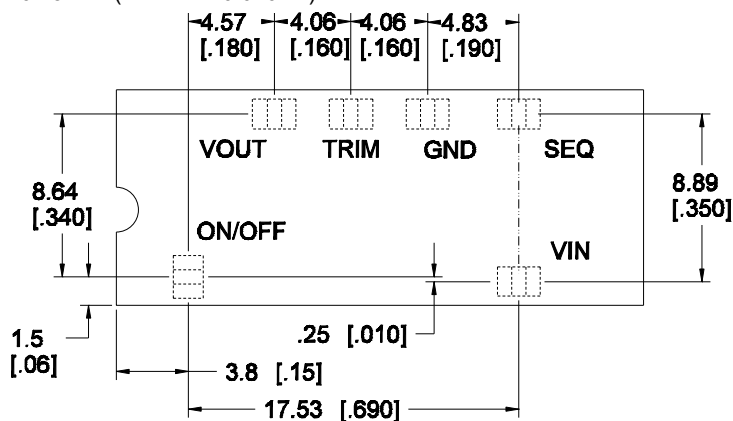 4.57 4.06 4.06 4.83
[.180] [.160] [.160] [.190]
VOUT TRIM GND SEQ
8.64
[.340]
8.89
[.350]
ON/OFF
VIN
1.5
[.06]
.25 [.010]
3.8 [.15]
17.53 [.690]